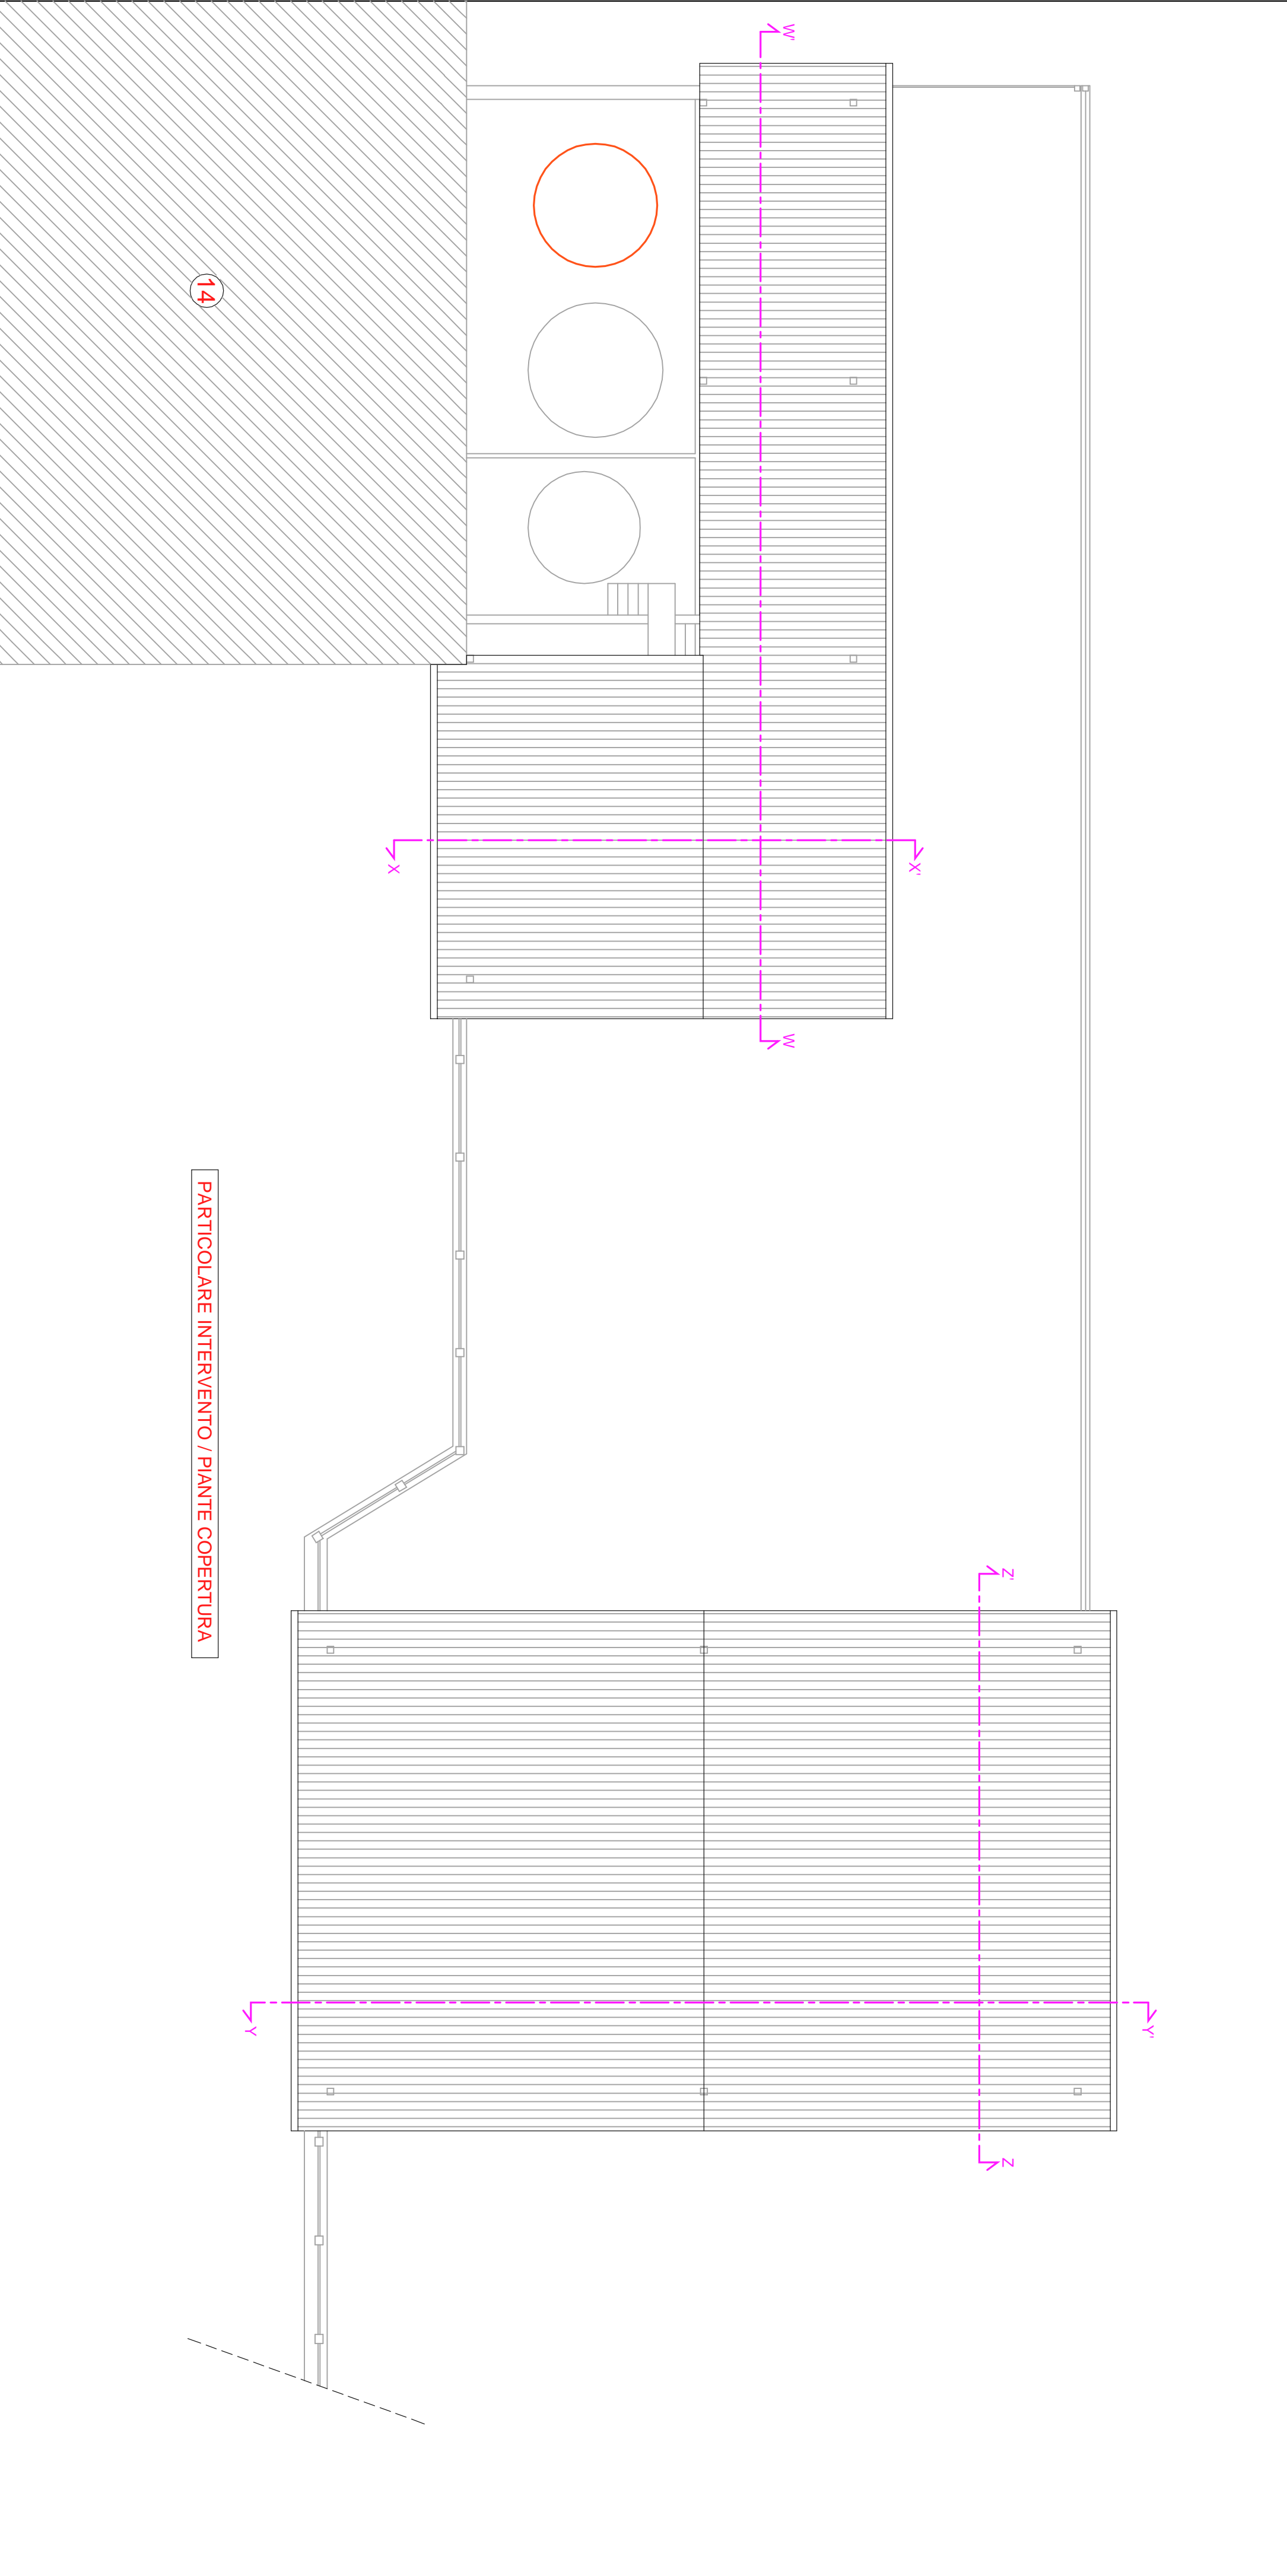 W'
14
X
X'
W
PARTICOLARE INTERVENTO / PIANTE COPERTURA
Z'
Y
Y'
Z